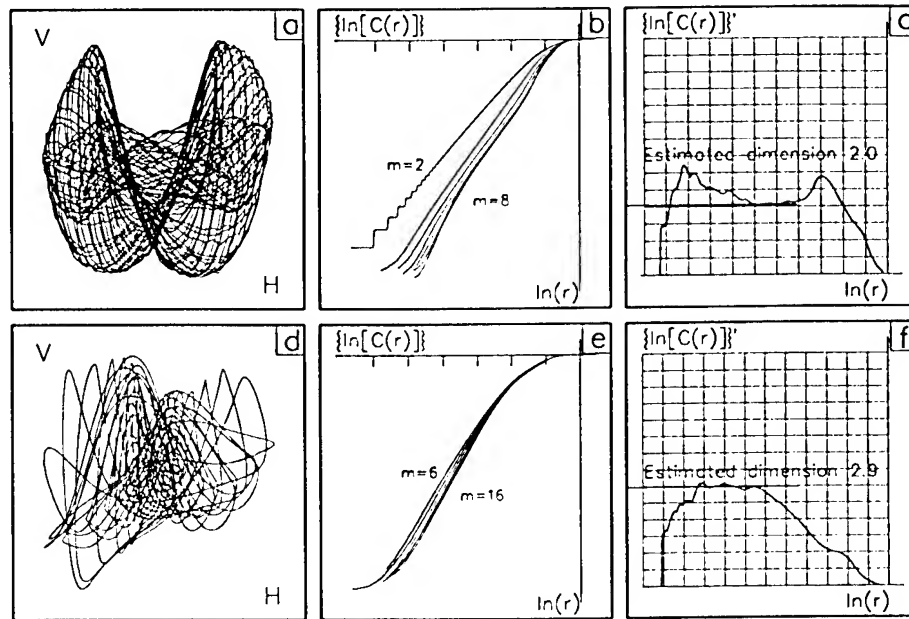 V
a
H
{ln[C(r)]}
b
m=2
m=8
ln(r)
{ln[C(r)]}'
c
Estimated dimension 2.0
ln(r)
V
d
H
{ln[C(r)]}
e
m=6
m=16
ln(r)
{ln[C(r)]}'
f
Estimated dimension 2.9
ln(r)